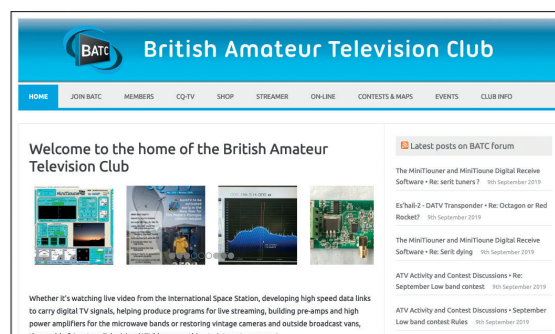 BATC
British Amateur Television Club
HOME JOIN BATC MEMBERS CQ-TV SHOP STREAMER ON-LINE CONTESTS & MAPS EVENTS CLUB INFO
Welcome to the home of the British Amateur
Television Club
Whether it's watching live video from the International Space Station, developing high speed data links
to carry digital TV signals, helping produce programs for live streaming, building pre-amps and high
power amplifiers for the microwave bands or restoring vintage cameras and outside broadcast vans,
Latest posts on BATC forum
The MiniTiouner and MiniTioune Digital Receive
Software • Re: serit tuners ? 9th September 2019
Es'hail-2 - DATV Transponder • Re: Octagon or Red
Rocket? 9th September 2019
The MiniTiouner and MiniTioune Digital Receive
Software • Re: Serit dying 9th September 2019
ATV Activity and Contest Discussions • Re:
September Low band contest 9th September 2019
ATV Activity and Contest Discussions • September
Low band contest Rules 9th September 2019